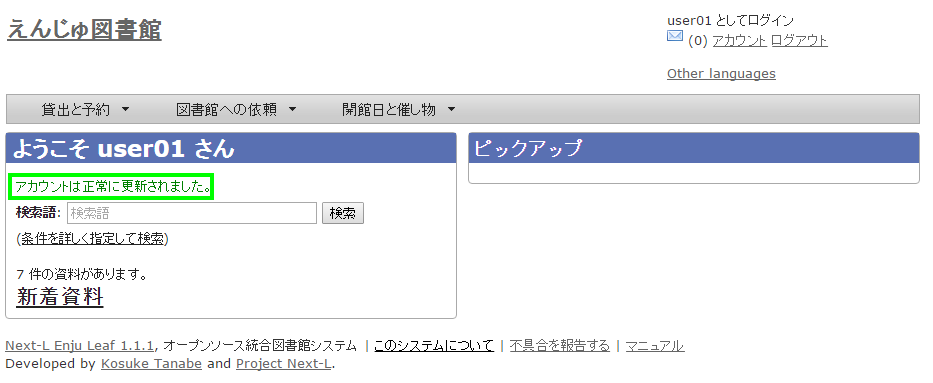 えんじゅ図書館
user01 としてログイン
(0) アカウント ログアウト
Other languages
貸出と予約 図書館への依頼 開館日と催し物
ようこそ user01 さん
アカウントは正常に更新されました。
検索語: 検索語 検索
(条件を詳しく指定して検索)
7 件の資料があります。
新着資料
ピックアップ
Next-L Enju Leaf 1.1.1, オープンソース統合図書館システム | このシステムについて | 不具合を報告する | マニュアル
Developed by Kosuke Tanabe and Project Next-L.